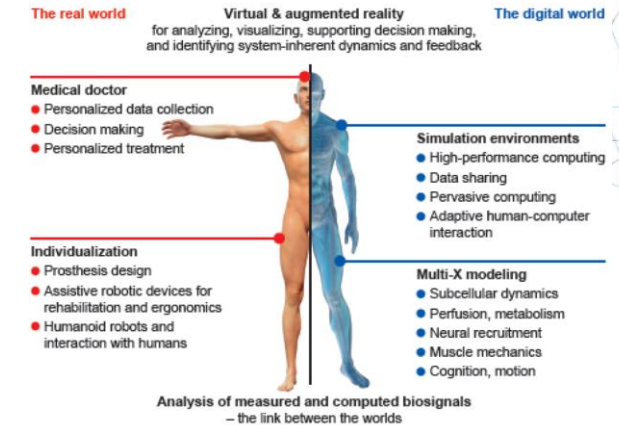 The real world
Virtual & augmented reality
for analyzing, visualizing, supporting decision making,
and identifying system-inherent dynamics and feedback
The digital world
Medical doctor
● Personalized data collection
● Decision making
● Personalized treatment
Simulation environments
● High-performance computing
● Data sharing
● Pervasive computing
● Adaptive human-computer
interaction
Individualization
● Prosthesis design
● Assistive robotic devices for
rehabilitation and ergonomics
● Humanoid robots and
interaction with humans
Multi-X modeling
● Subcellular dynamics
● Perfusion, metabolism
● Neural recruitment
● Muscle mechanics
● Cognition, motion
Analysis of measured and computed biosignals
– the link between the worlds